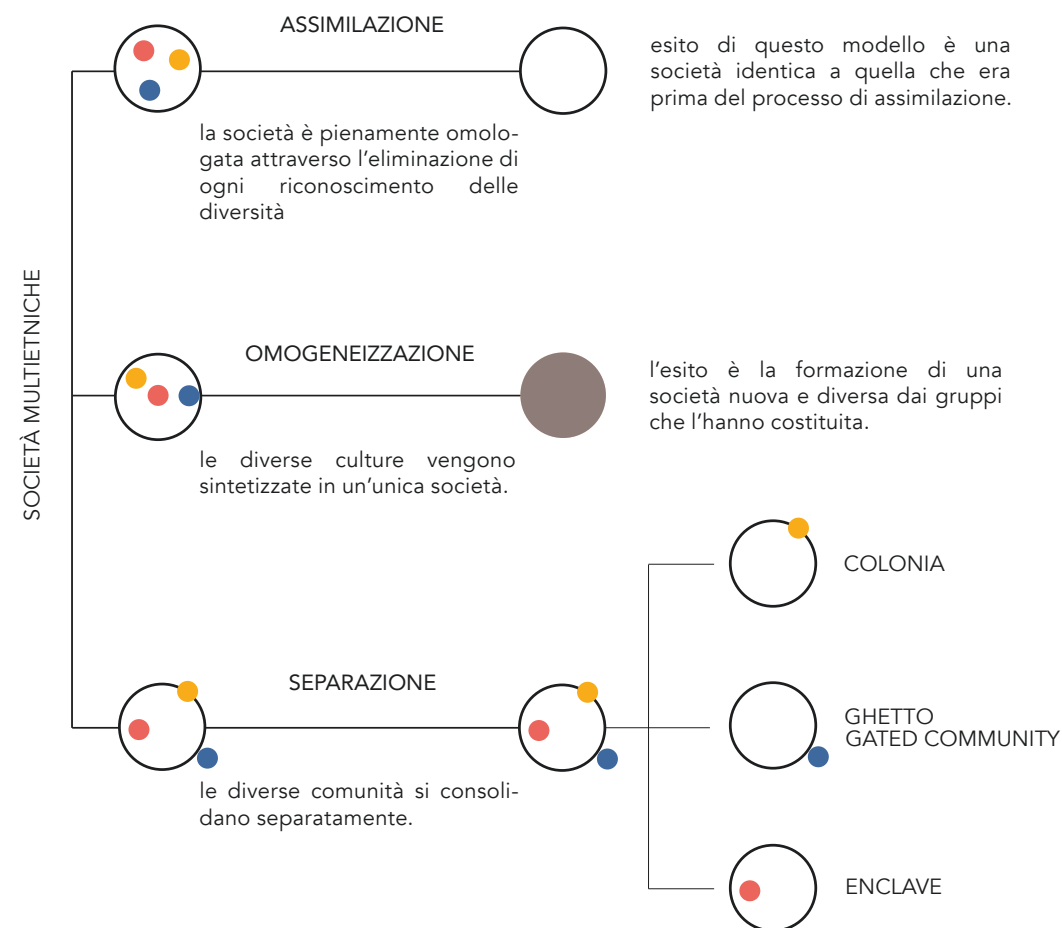 SOCIETÀ MULTIETNICHE
ASSIMILAZIONE
la società è pienamente omolo-
gata attraverso l'eliminazione di
ogni riconoscimento delle
diversità
esito di questo modello è una
società identica a quella che era
prima del processo di assimilazione.
OMOGENEIZZAZIONE
le diverse culture vengono
sintetizzate in un'unica società.
l'esito è la formazione di una
società nuova e diversa dai gruppi
che l'hanno costituita.
SEPARAZIONE
le diverse comunità si consoli-
dano separatamente.
COLONIA
GHETTO
GATED COMMUNITY
ENCLAVE